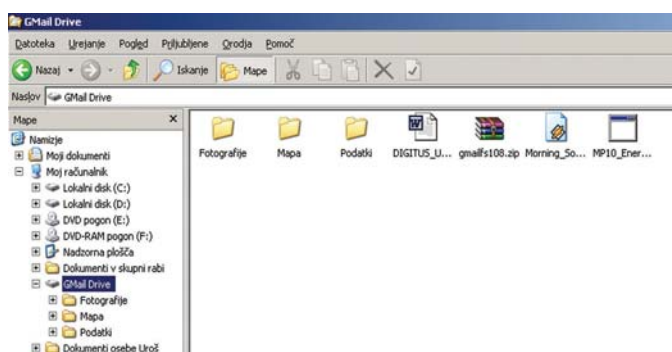 GMail Drive
Datoteka Urejanje Pogled Priljubljene Orodja Pomoč
Nazaj Iskanje Mape
Naslov GMail Drive
Mape
Namizje
Moji dokumenti
Moj računalnik
Lokalni disk (C:)
Lokalni disk (D:)
DVD pogon (E:)
DVD-RAM pogon (F:)
Nadzorna plošča
Dokumenti v skupni rabi
GMail Drive
Fotografije
Mapa
Podatki
Dokumenti osebe Uroš
Fotografije Mapa Podatki DIGITUS_U... gmailfs108.zip Morning_So... MP10_Ener...